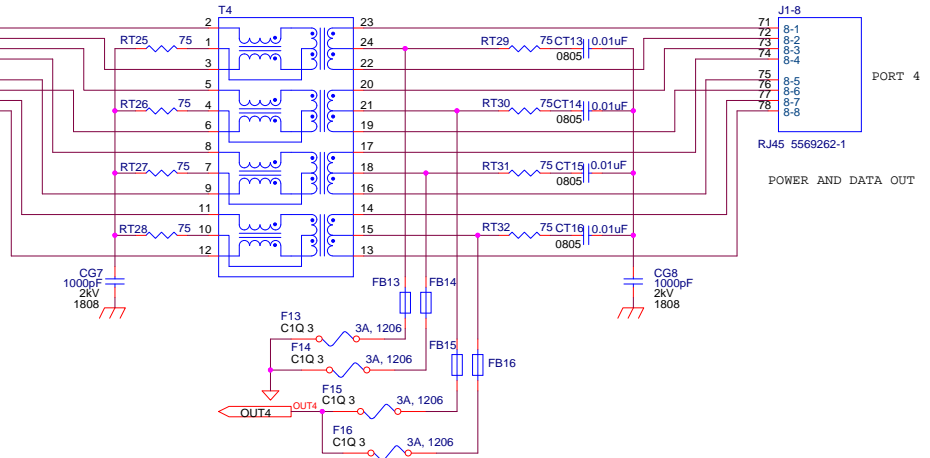 T4
J1-8
2
RT25 75 1
3
5
RT26 75 4
6
8
RT27 75 7
9
11
RT28 75 10
12
23
24
22
20
21
19
17
18
16
14
15
13
RT29 75 CT13 0.01uF
0805
RT30 75 CT14 0.01uF
0805
RT31 75 CT15 0.01uF
0805
RT32 75 CT16 0.01uF
0805
71 8-1
72 8-2
73 8-3
74 8-4
75 8-5
76 8-6
77 8-7
78 8-8
PORT 4
RJ45 5569262-1
POWER AND DATA OUT
CG7
1000pF
2kV
1808
CG8
1000pF
2kV
1808
FB13
FB14
FB15
FB16
F13
C1Q 3
3A, 1206
F14
C1Q 3
3A, 1206
F15
C1Q 3
3A, 1206
F16
C1Q 3
3A, 1206
OUT4
OUT4